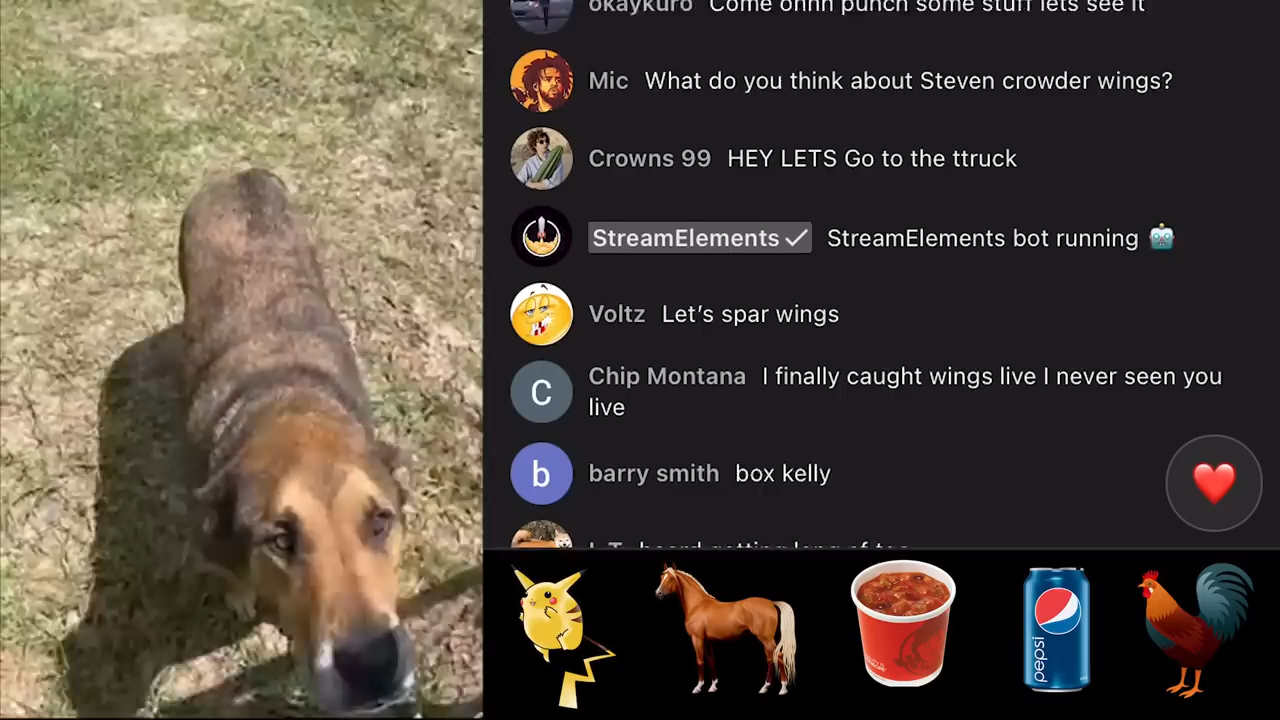 okaykuro Come onnn punch some stuff lets see it
Mic What do you think about Steven crowder wings?
Crowns 99 HEY LETS Go to the ttruck
StreamElements ✓ StreamElements bot running 🤖
Voltz Let’s spar wings
C Chip Montana I finally caught wings live I never seen you
live
b barry smith box kelly
pepsi